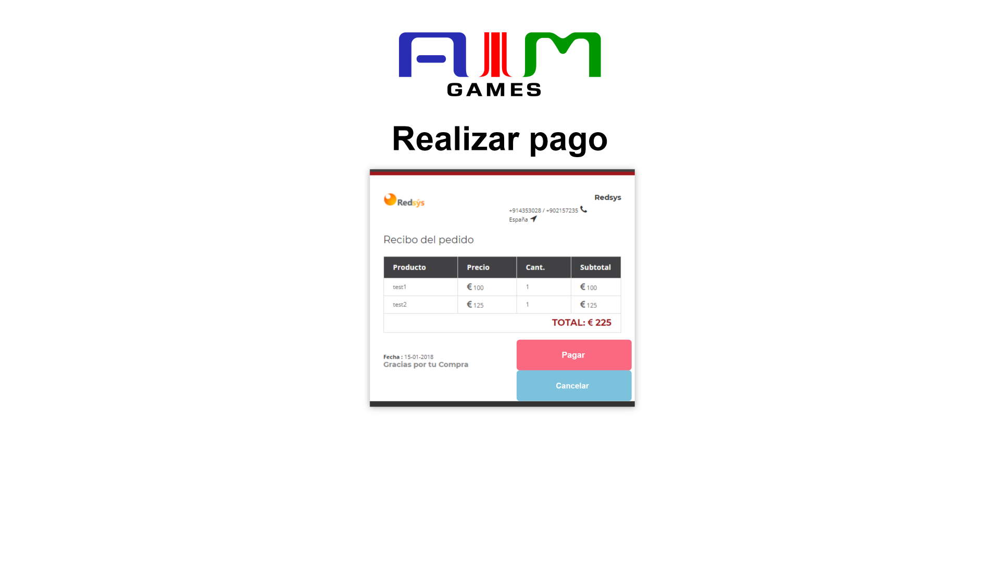 AIM
GAMES
Realizar pago
Redsýs
Redsys
+914353028 / +902157235
España
Recibo del pedido
Producto Precio Cant. Subtotal
test1 € 100 1 € 100
test2 € 125 1 € 125
TOTAL: € 225
Pagar
Fecha : 15-01-2018
Gracias por tu Compra
Cancelar